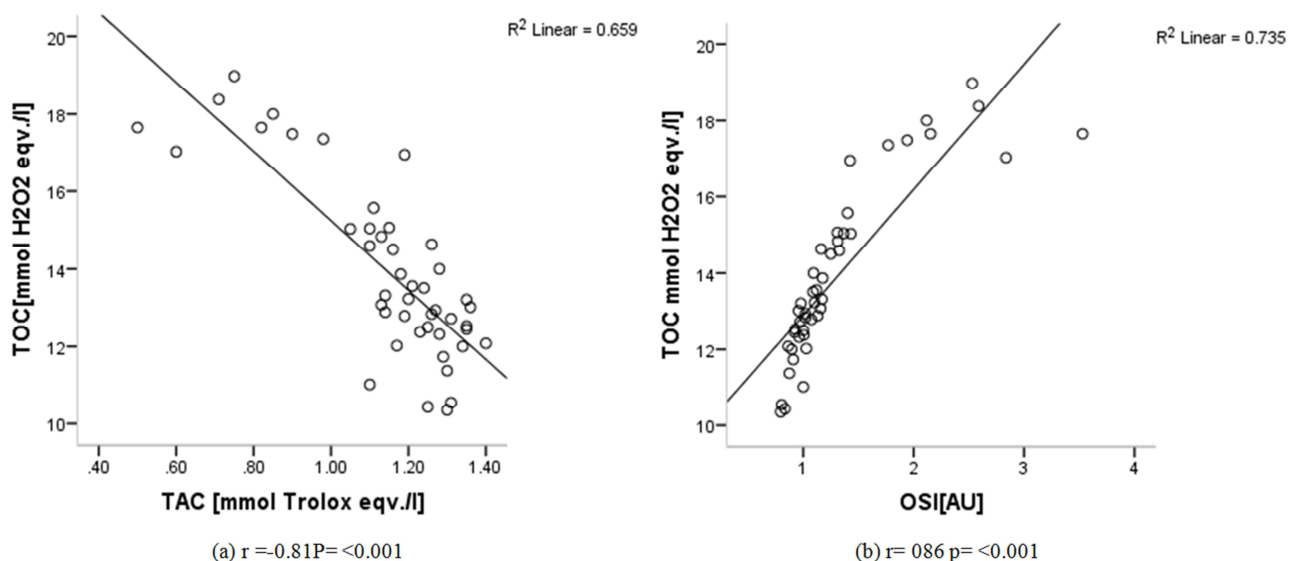 R2 Linear = 0.659
TOC[mmol H2O2 eqv./l]
20
18
16
14
12
10
.40 .60 .80 1.00 1.20 1.40
TAC [mmol Trolox eqv./l]
(a) r =-0.81P= <0.001
R2 Linear = 0.735
TOC mmol H2O2 eqv./l]
20
18
16
14
12
10
1 2 3 4
OSI[AU]
(b) r= 086 p= <0.001